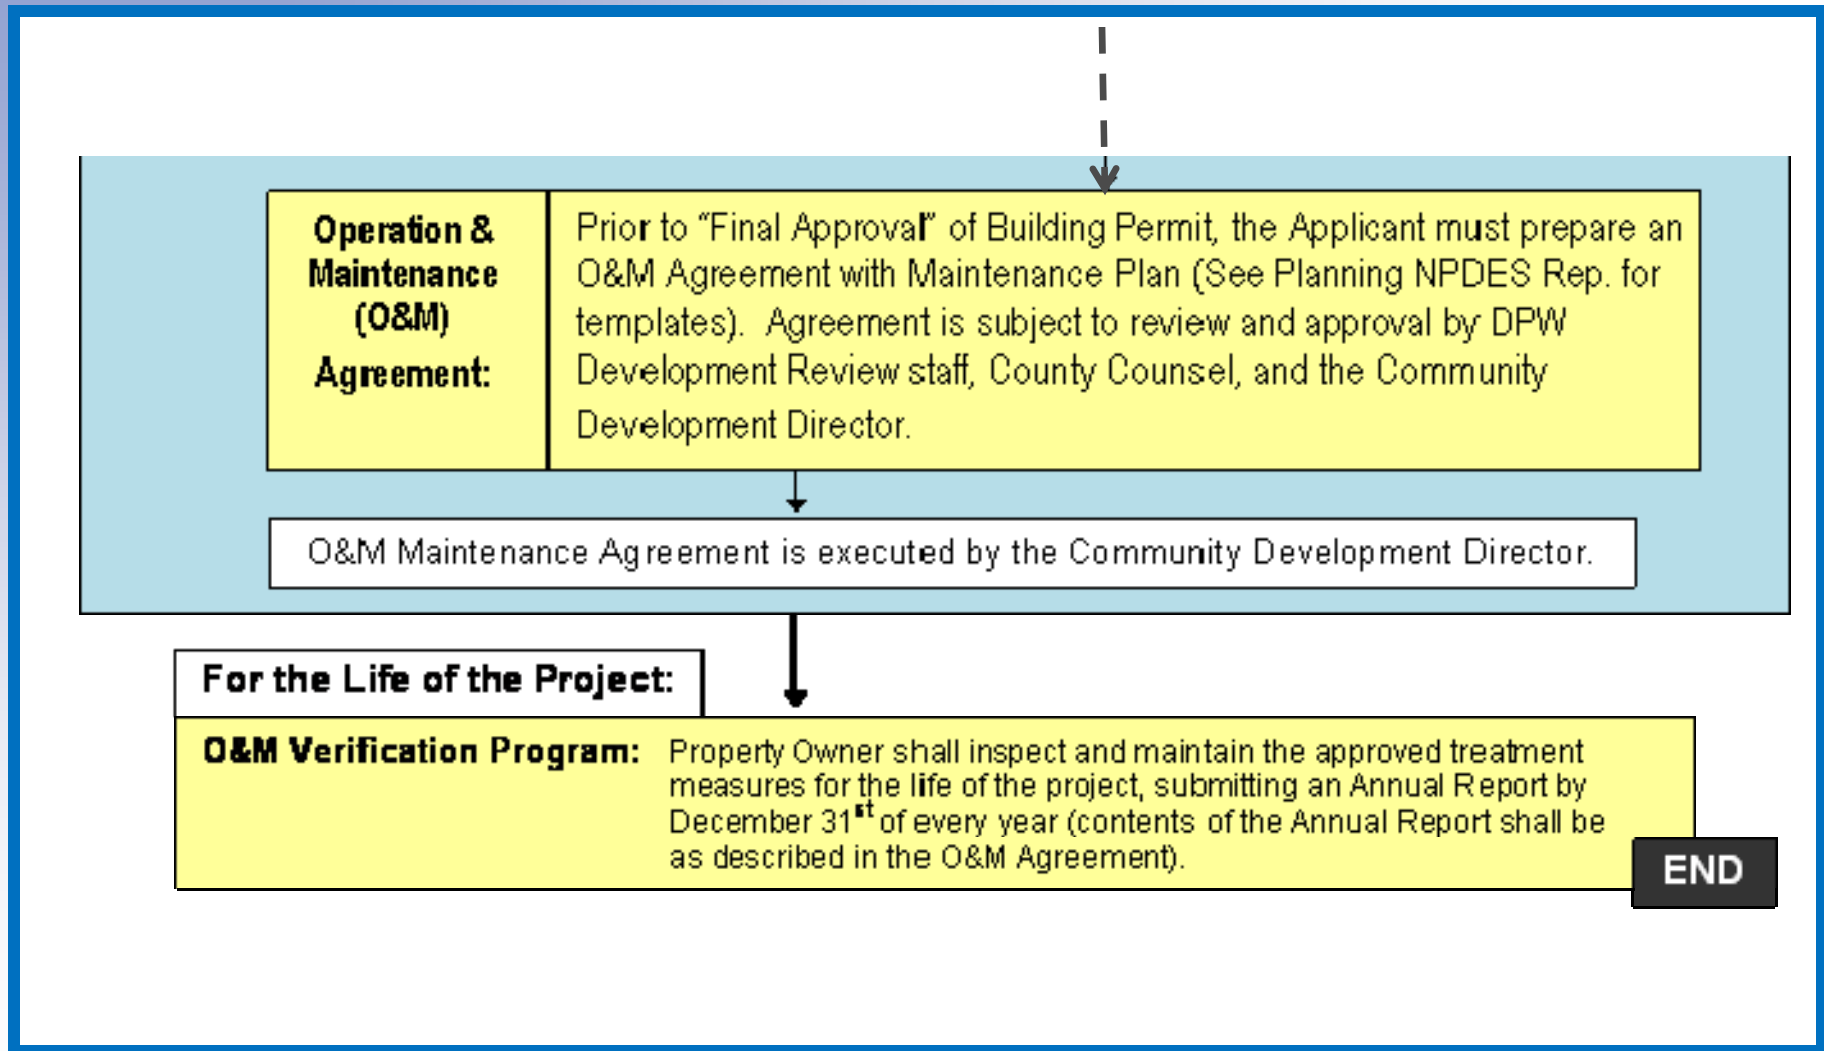 Operation &
Maintenance
(O&M)
Agreement:
Prior to “Final Approval” of Building Permit, the Applicant must prepare an
O&M Agreement with Maintenance Plan (See Planning NPDES Rep. for
templates).  Agreement is subject to review and approval by DPW
Development Review staff, County Counsel, and the Community
Development Director.
O&M Maintenance Agreement is executed by the Community Development Director.
For the Life of the Project:
O&M Verification Program:
Property Owner shall inspect and maintain the approved treatment
measures for the life of the project, submitting an Annual Report by
December 31st of every year (contents of the Annual Report shall be
as described in the O&M Agreement).
END